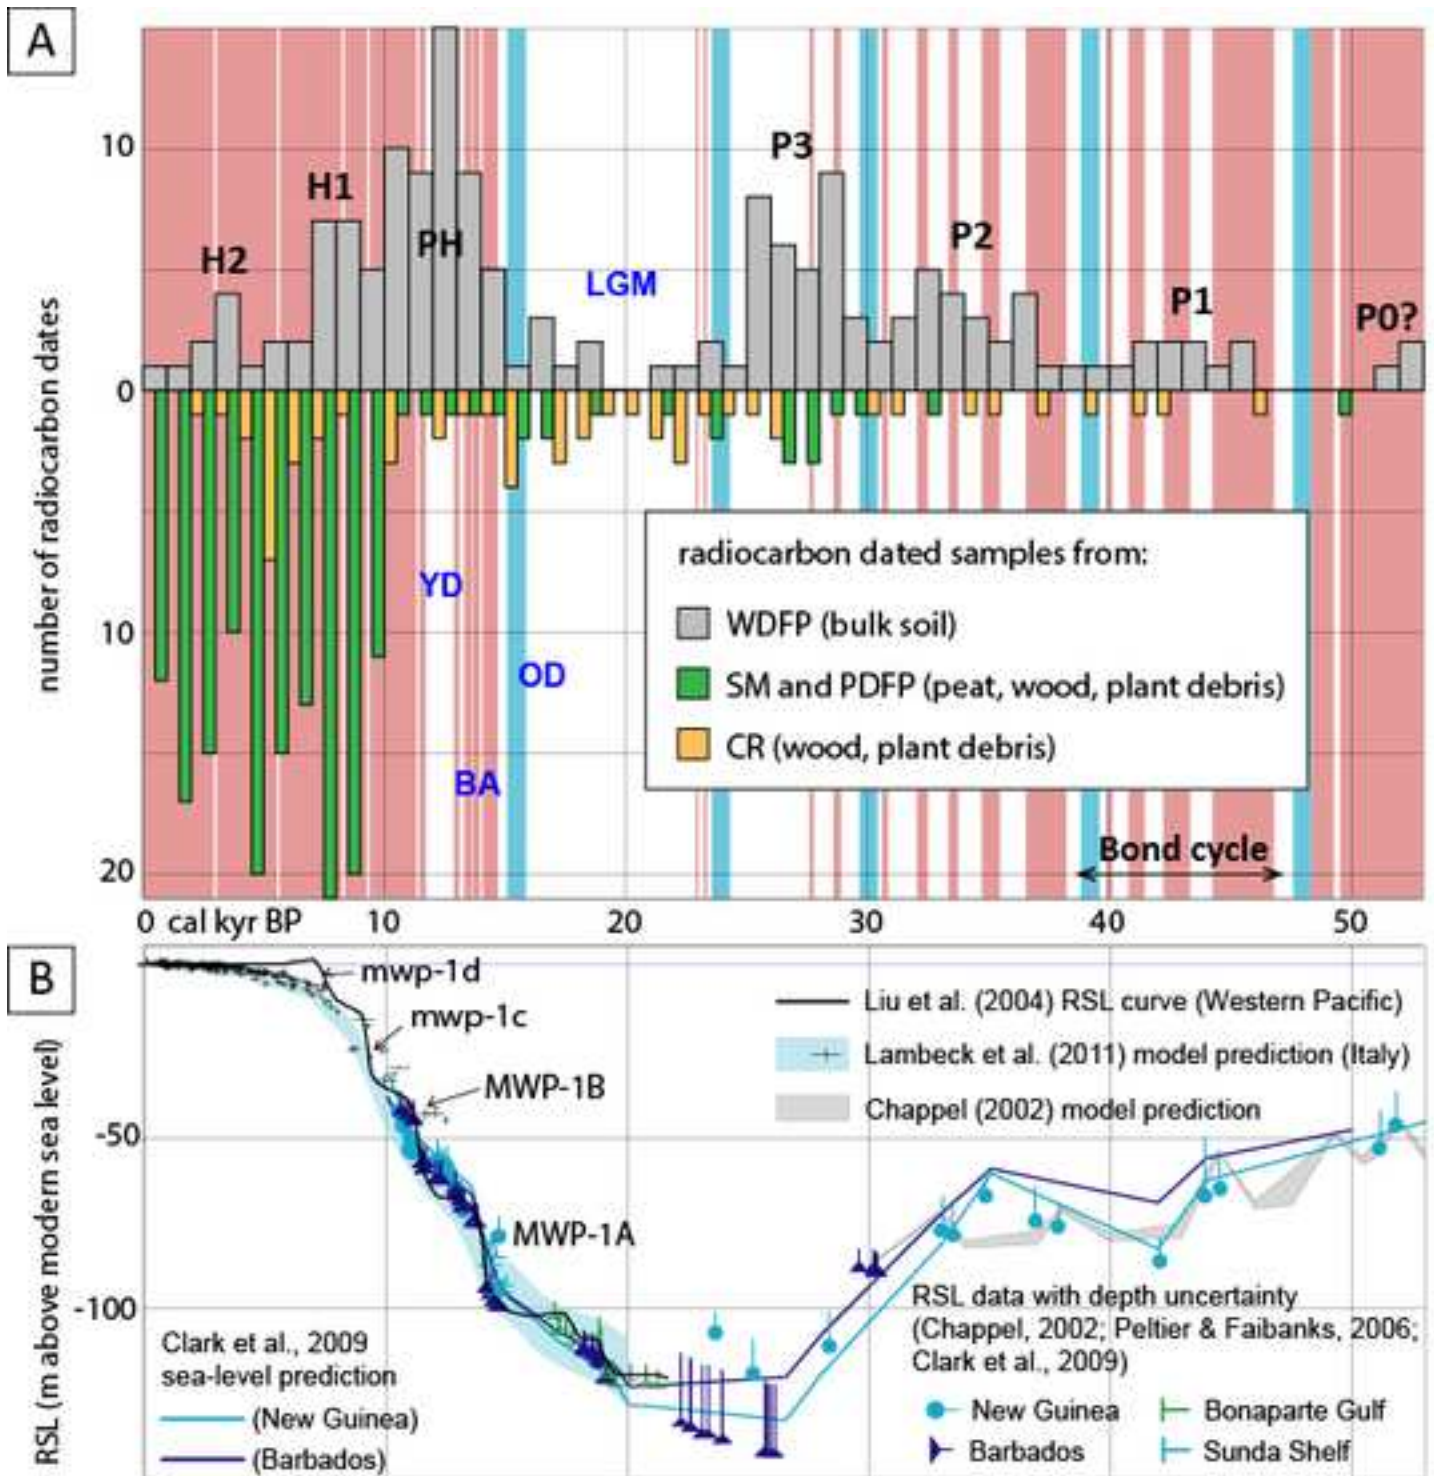 A
10
0
10
20
number of radiocarbon dates
H2
H1
PH
LGM
P3
P2
P1
P0?
YD
OD
BA
radiocarbon dated samples from:
WDFP (bulk soil)
SM and PDFP (peat, wood, plant debris)
CR (wood, plant debris)
Bond cycle
0 cal kyr BP 10 20 30 40 50
B
RSL (m above modern sea level)
-50
-100
mwp-1d
mwp-1c
MWP-1B
MWP-1A
Liu et al. (2004) RSL curve (Western Pacific)
Lambeck et al. (2011) model prediction (Italy)
Chappel (2002) model prediction
Clark et al., 2009
sea-level prediction
(New Guinea)
(Barbados)
RSL data with depth uncertainty
(Chappel, 2002; Peltier & Faibanks, 2006;
Clark et al., 2009)
New Guinea
Bonaparte Gulf
Barbados
Sunda Shelf